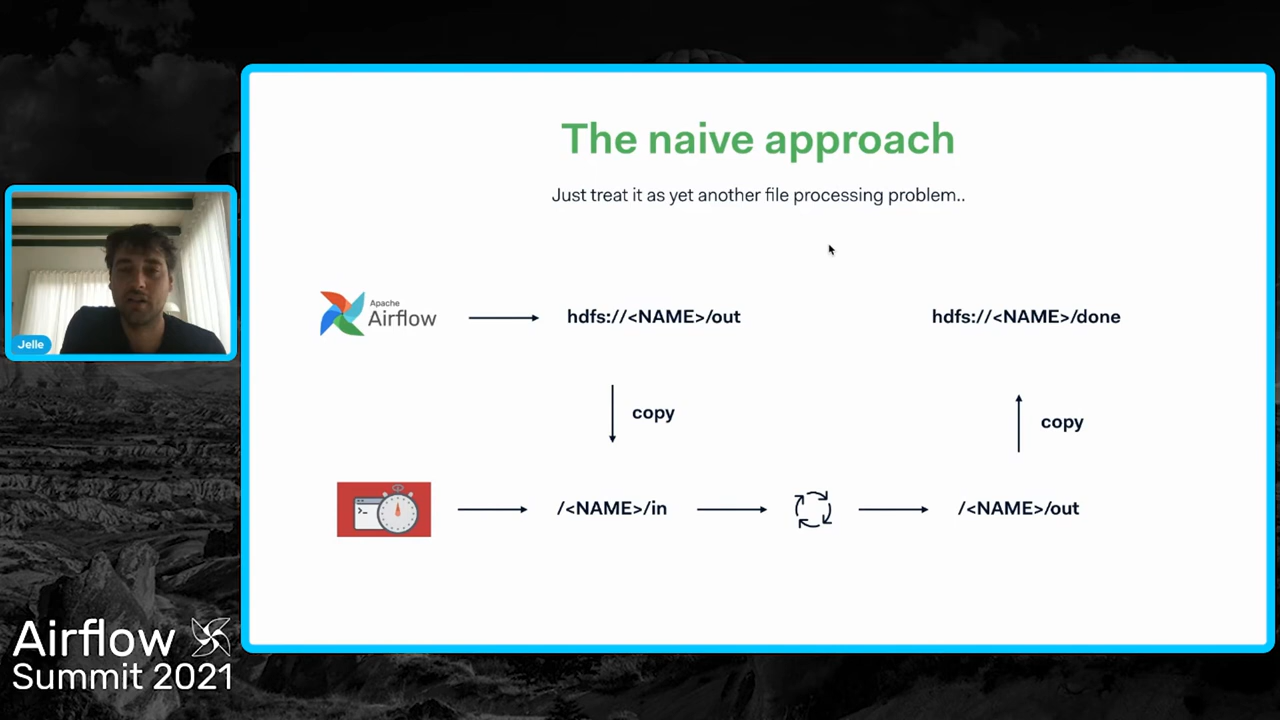 The naive approach
Just treat it as yet another file processing problem..
Apache
Airflow
hdfs://<NAME>/out
hdfs://<NAME>/done
copy
copy
/<NAME>/in
/<NAME>/out
Jelle
Airflow
Summit 2021